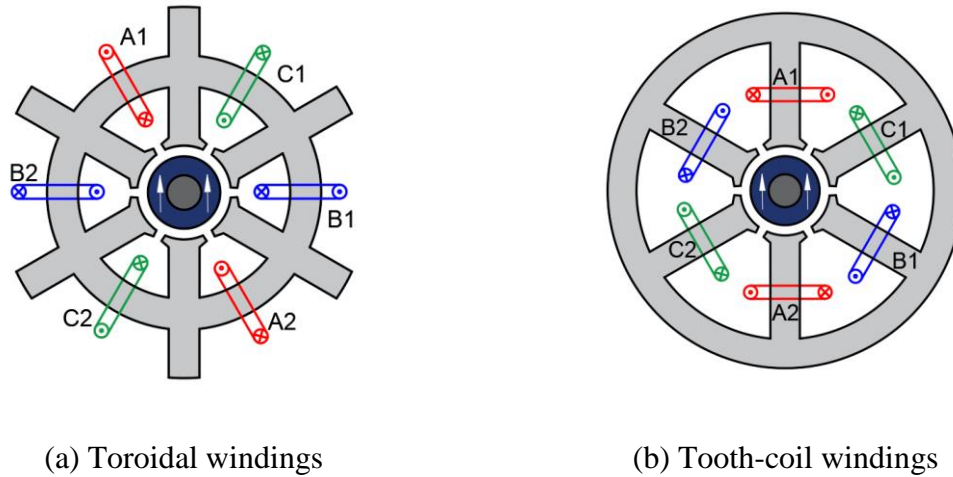 A1
C1
B2
B1
C2
A2
A1
B2
C1
C2
B1
A2
(a) Toroidal windings
(b) Tooth-coil windings